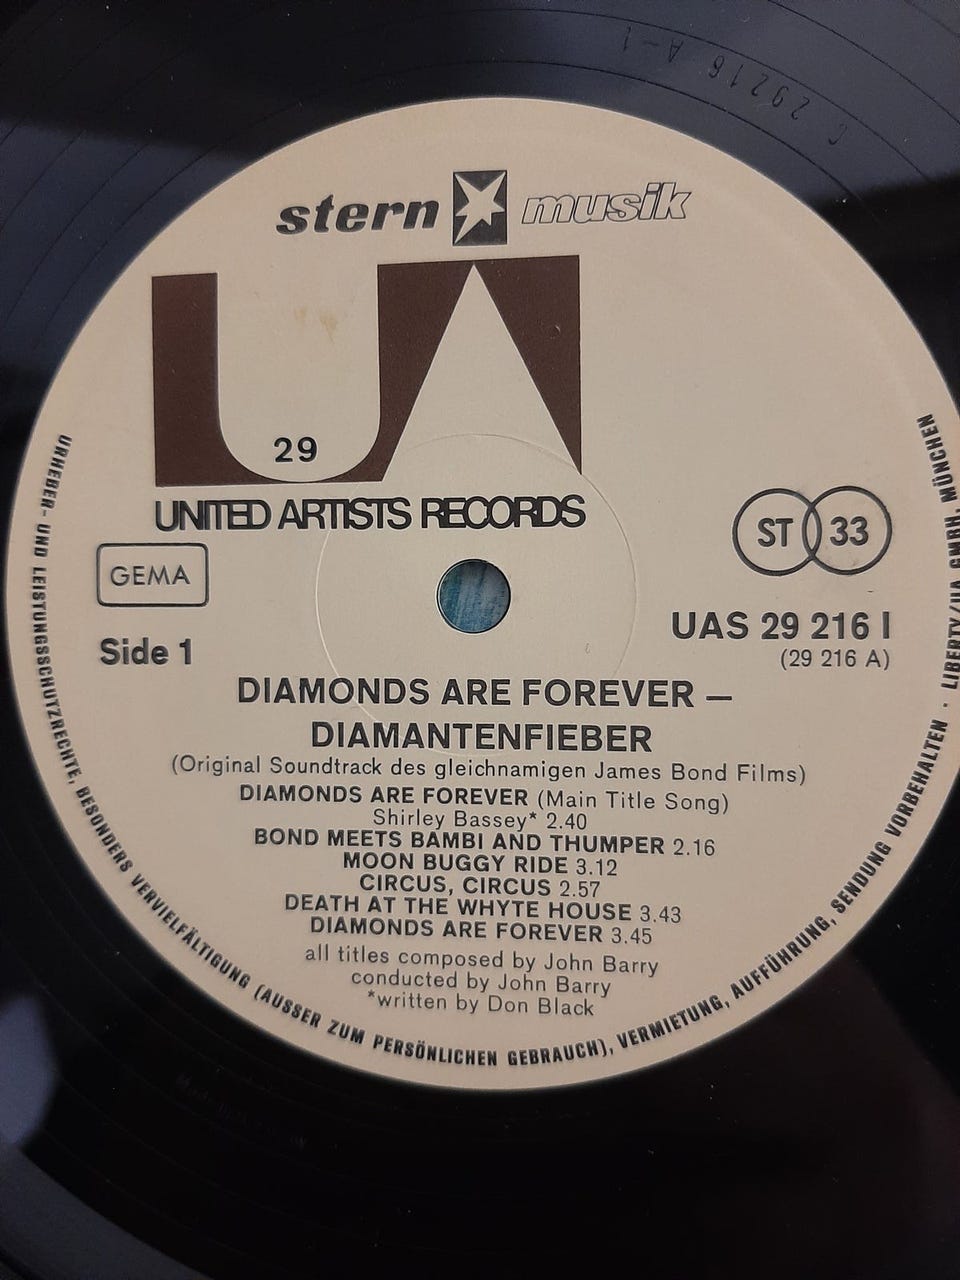 C 29216 A-1
stern musik
UA
29
UNITED ARTISTS RECORDS
GEMA
ST 33
Side 1
UAS 29 216 I
(29 216 A)
DIAMONDS ARE FOREVER –
DIAMANTENFIEBER
(Original Soundtrack des gleichnamigen James Bond Films)
DIAMONDS ARE FOREVER (Main Title Song)
Shirley Bassey* 2.40
BOND MEETS BAMBI AND THUMPER 2.16
MOON BUGGY RIDE 3.12
CIRCUS, CIRCUS 2.57
DEATH AT THE WHYTE HOUSE 3.43
DIAMONDS ARE FOREVER 3.45
all titles composed by John Barry
conducted by John Barry
*written by Don Black
URHEBER- UND LEISTUNGSSCHUTZRECHTE, BESONDERS VERVIELFÄLTIGUNG (AUSSER ZUM PERSÖNLICHEN GEBRAUCH), VERMIETUNG, AUFFÜHRUNG, SENDUNG VORBEHALTEN · LIBERTY/UA GMBH, MÜNCHEN